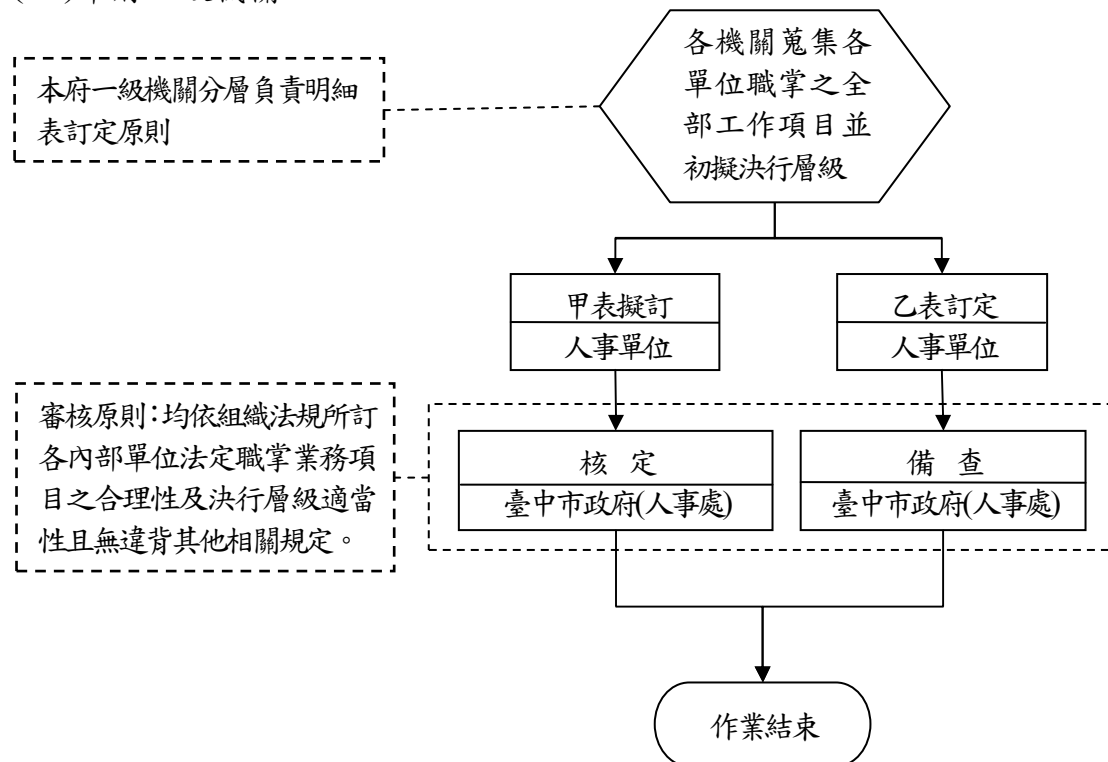 各機關蒐集各
單位職掌之全
部工作項目並
初擬決行層級
本府一級機關分層負責明細
表訂定原則
甲表擬訂
人事單位
乙表訂定
人事單位
審核原則：均依組織法規所訂
各內部單位法定職掌業務項
目之合理性及決行層級適當
性且無違背其他相關規定。
核 定
臺中市政府(人事處)
備 查
臺中市政府(人事處)
作業結束